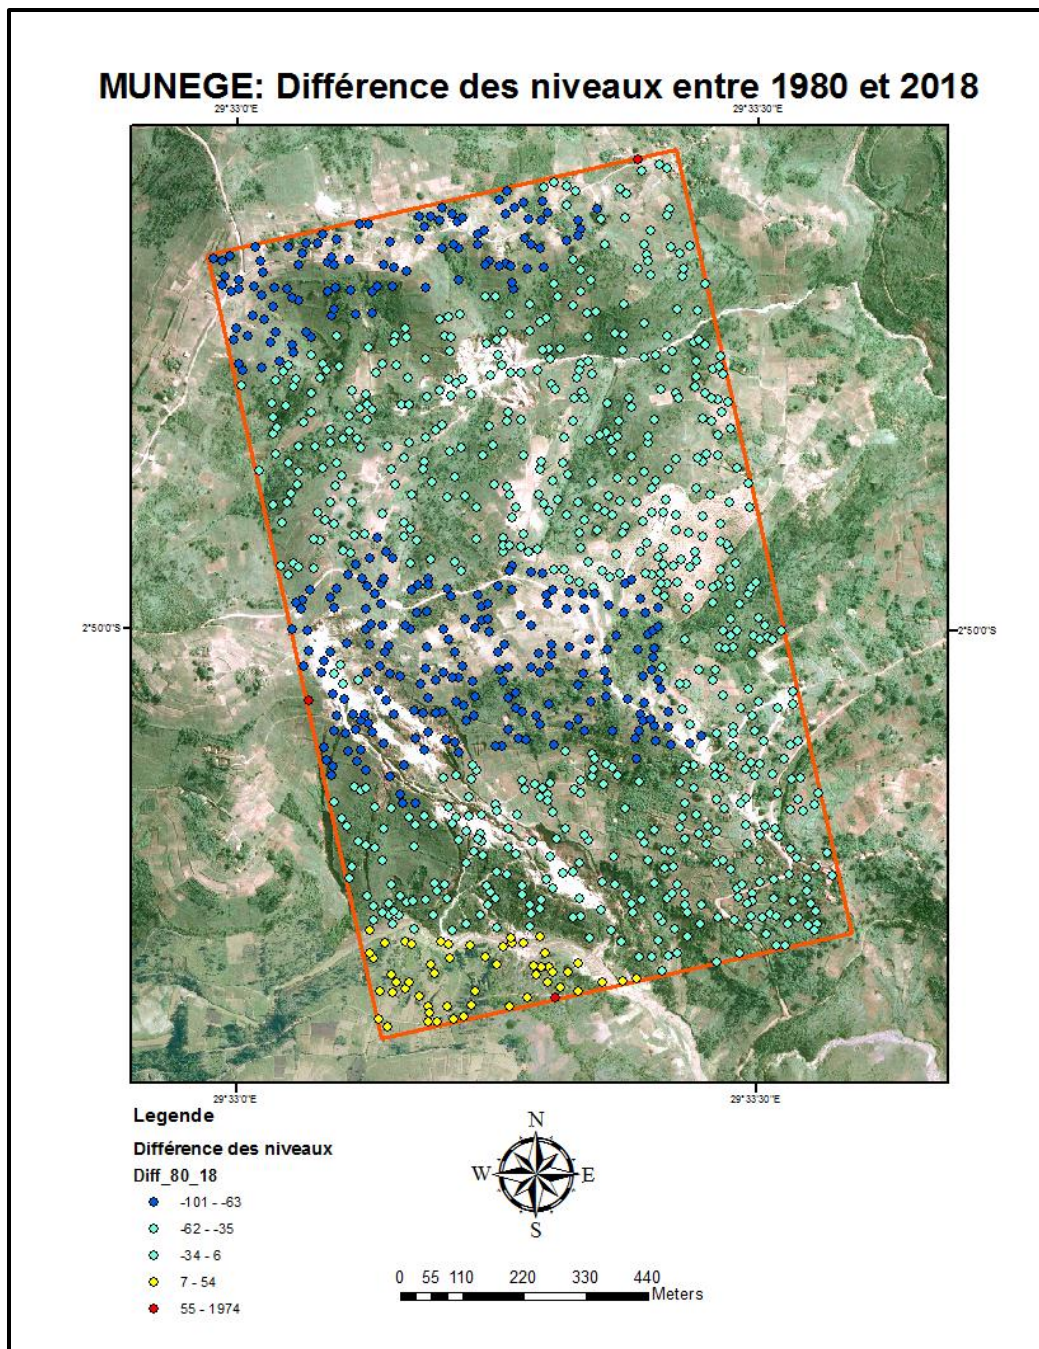 MUNEGE: Différence des niveaux entre 1980 et 2018
29°33'0"E 29°33'30"E
2°50'0"S 2°50'0"S
29°33'0"E 29°33'30"E
Legende
Différence des niveaux
Diff_80_18
-101 - -63
-62 - -35
-34 - 6
7 - 54
55 - 1974
N
W E
S
0 55 110 220 330 440
Meters